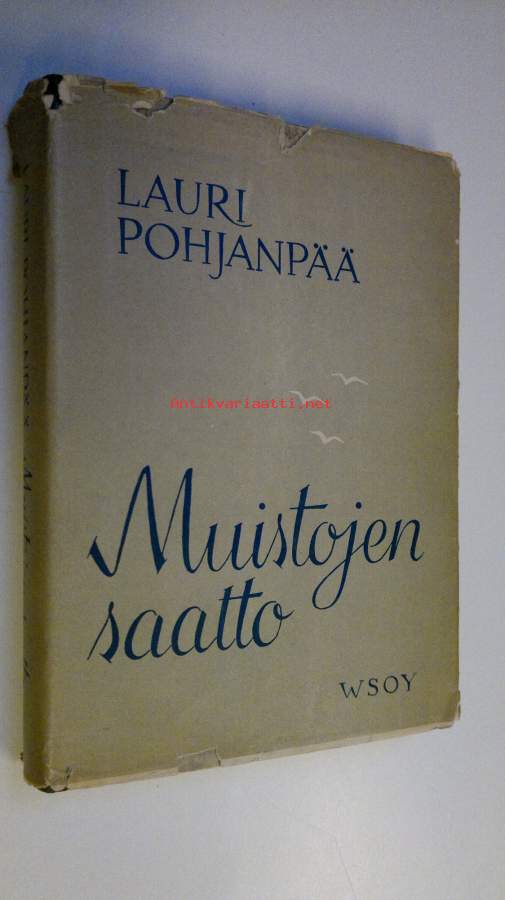 LAURI
POHJANPÄÄ
Antikvariaatti.net
Muistojen
saatto
WSOY